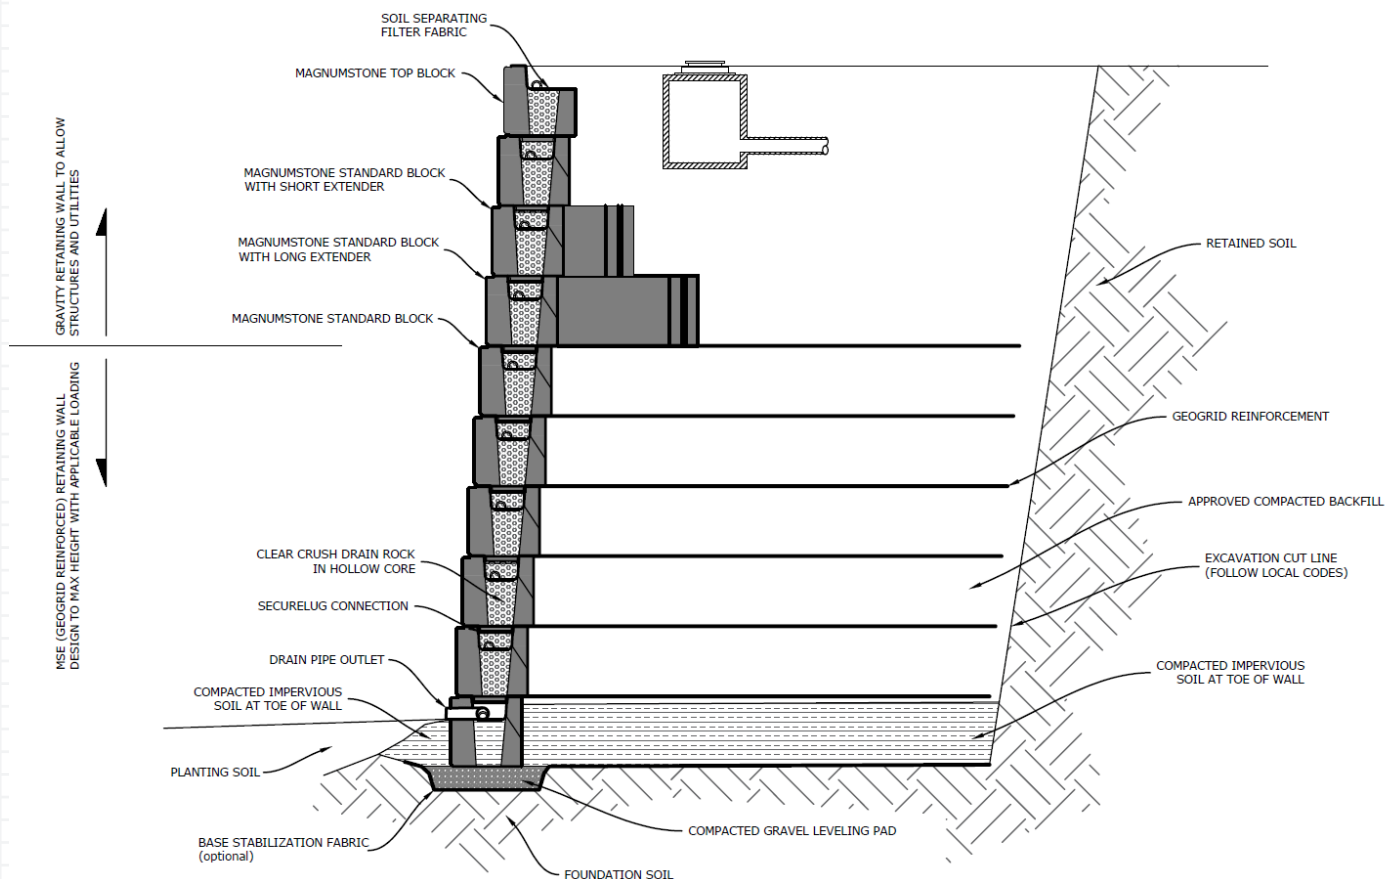 SOIL SEPARATING
FILTER FABRIC
MAGNUMSTONE TOP BLOCK
GRAVITY RETAINING WALL TO ALLOW
STRUCTURES AND UTILITIES
MAGNUMSTONE STANDARD BLOCK
WITH SHORT EXTENDER
MAGNUMSTONE STANDARD BLOCK
WITH LONG EXTENDER
RETAINED SOIL
MAGNUMSTONE STANDARD BLOCK
MSE (GEOGRID REINFORCED) RETAINING WALL
DESIGN TO MAX HEIGHT WITH APPLICABLE LOADING
GEOGRID REINFORCEMENT
APPROVED COMPACTED BACKFILL
CLEAR CRUSH DRAIN ROCK
IN HOLLOW CORE
EXCAVATION CUT LINE
(FOLLOW LOCAL CODES)
SECURELUG CONNECTION
DRAIN PIPE OUTLET
COMPACTED IMPERVIOUS
SOIL AT TOE OF WALL
COMPACTED IMPERVIOUS
SOIL AT TOE OF WALL
PLANTING SOIL
COMPACTED GRAVEL LEVELING PAD
BASE STABILIZATION FABRIC
(optional)
FOUNDATION SOIL